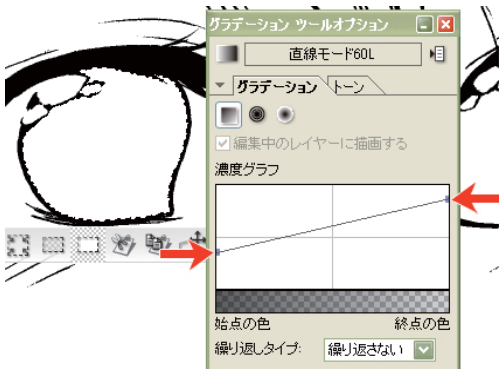 グラデーション ツールオプション
直線モード60L
グラデーション トーン
編集中のレイヤーに描画する
濃度グラフ
始点の色 終点の色
繰り返しタイプ: 繰り返さない